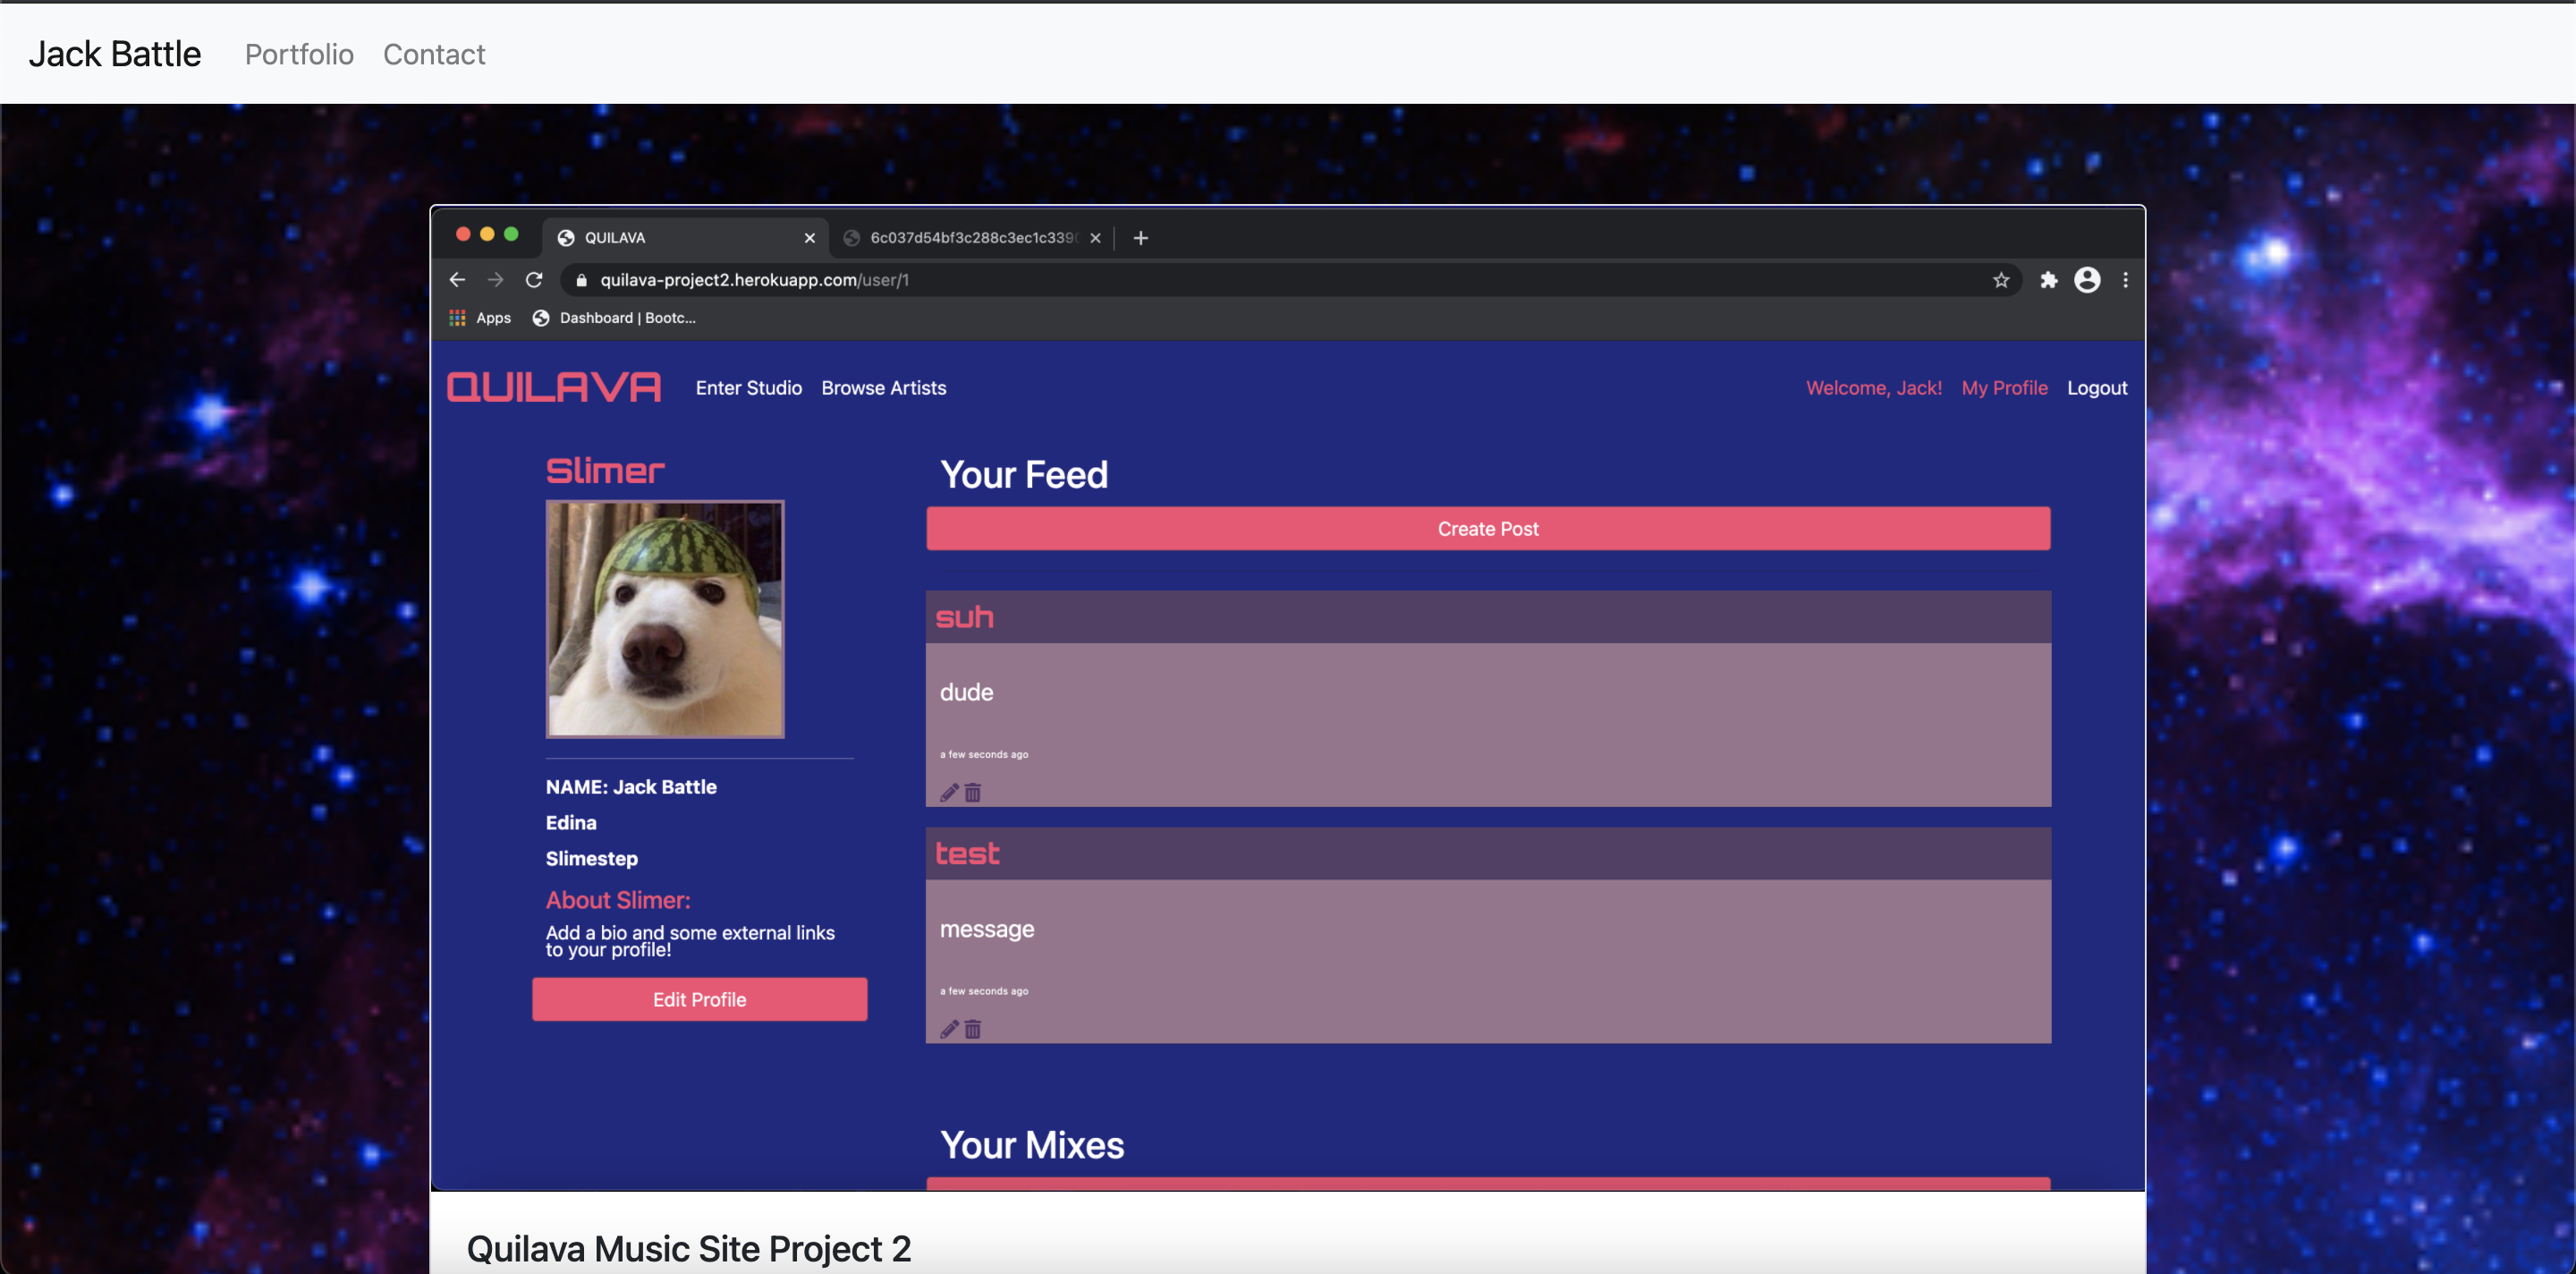 Jack Battle Portfolio Contact
QUILAVA 6c037d54bf3c288c3ec1c339
quilava-project2.herokuapp.com/user/1
Apps Dashboard | Bootc...
QUILAVA Enter Studio Browse Artists Welcome, Jack! My Profile Logout
Slimer
NAME: Jack Battle
Edina
Slimestep
About Slimer:
Add a bio and some external links
to your profile!
Edit Profile
Your Feed
Create Post
suh
dude
a few seconds ago
test
message
a few seconds ago
Your Mixes
Quilava Music Site Project 2